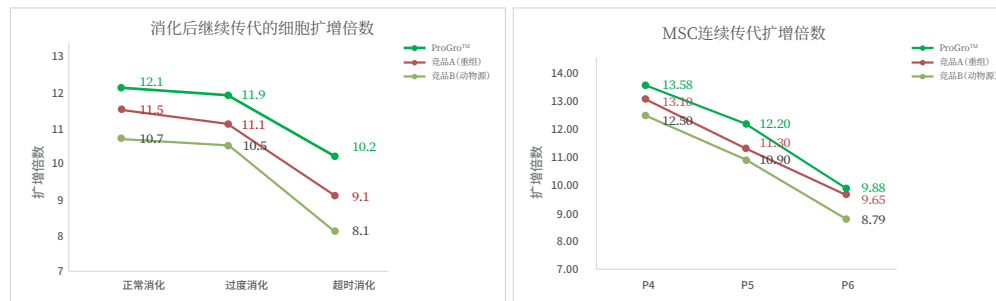 消化后继续传代的细胞扩增倍数
ProGro™
竞品A(重组)
竞品B(动物源)
扩增倍数
13
12
11
10
9
8
7
12.1
11.9
10.2
11.5
11.1
9.1
10.7
10.5
8.1
正常消化
过度消化
超时消化
MSC连续传代扩增倍数
ProGro™
竞品A(重组)
竞品B(动物源)
扩增倍数
14.00
13.00
12.00
11.00
10.00
9.00
8.00
7.00
13.58
12.20
9.88
13.10
11.30
9.65
12.50
10.90
8.79
P4
P5
P6